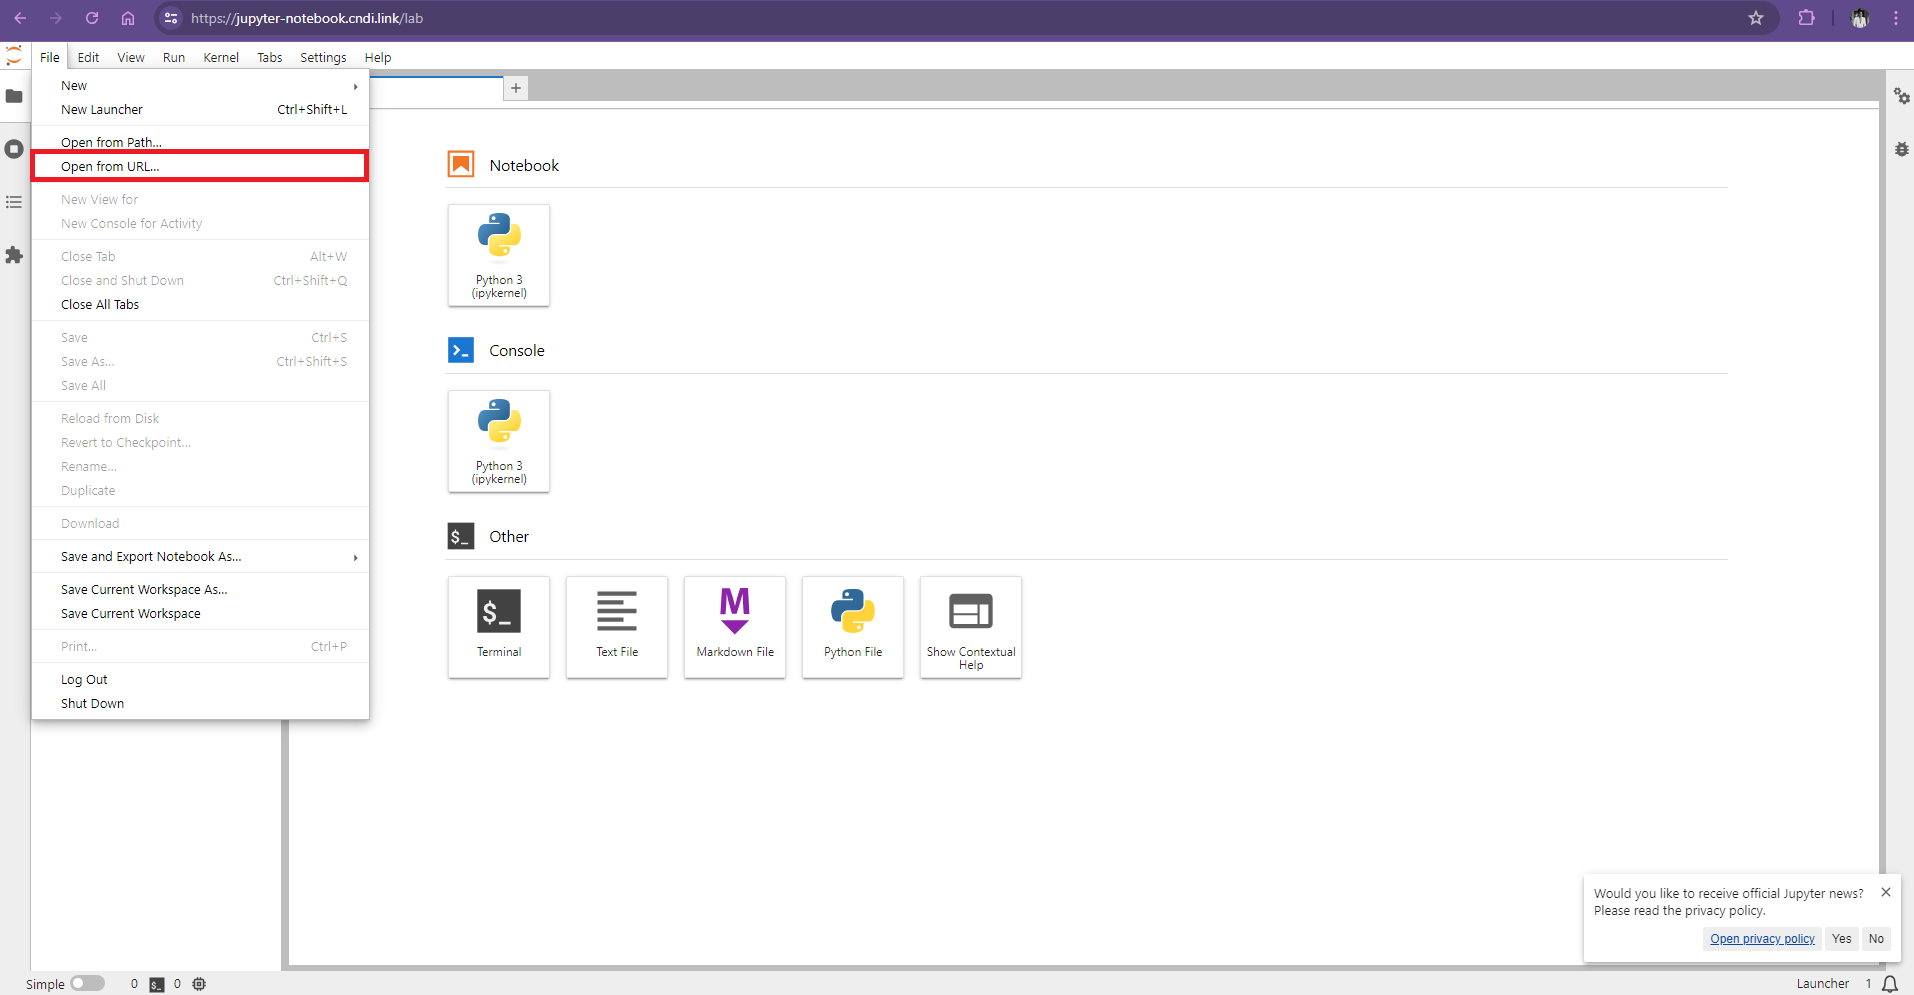 https://jupyter-notebook.cndi.link/lab
File Edit View Run Kernel Tabs Settings Help
New
New Launcher Ctrl+Shift+L
Open from Path...
Open from URL...
New View for
New Console for Activity
Close Tab Alt+W
Close and Shut Down Ctrl+Shift+Q
Close All Tabs
Save Ctrl+S
Save As... Ctrl+Shift+S
Save All
Reload from Disk
Revert to Checkpoint...
Rename...
Duplicate
Download
Save and Export Notebook As...
Save Current Workspace As...
Save Current Workspace
Print... Ctrl+P
Log Out
Shut Down
Notebook
Python 3
(ipykernel)
Console
Python 3
(ipykernel)
$_ Other
$_
M
Terminal Text File Markdown File Python File Show Contextual
Help
Would you like to receive official Jupyter news?
Please read the privacy policy.
Open privacy policy Yes No
Simple 0 $_ 0 Launcher 1